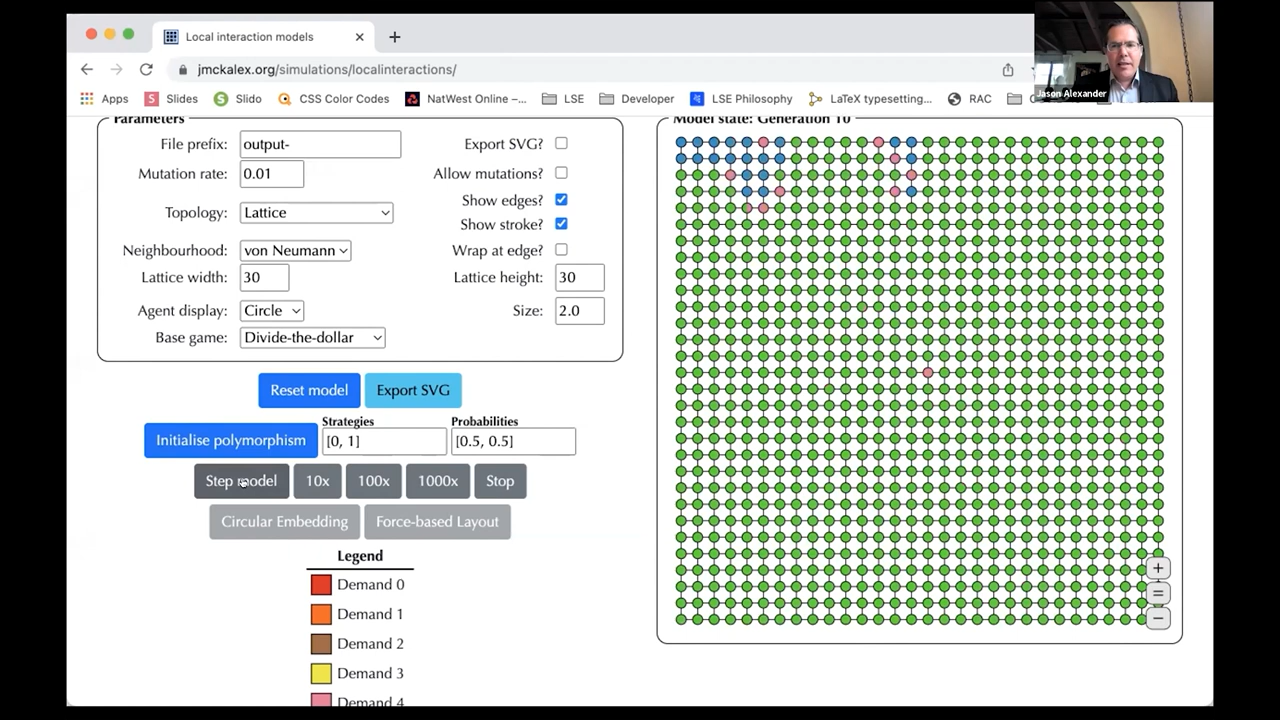 Local interaction models
jmckalex.org/simulations/localinteractions/
Apps Slides Slido CSS Color Codes NatWest Online –... LSE Developer LSE Philosophy LaTeX typesetting... RAC
Jason Alexander
Parameters
File prefix: output- Export SVG?
Mutation rate: 0.01 Allow mutations?
Show edges?
Topology: Lattice
Show stroke?
Neighbourhood: von Neumann Wrap at edge?
Lattice width: 30 Lattice height: 30
Agent display: Circle Size: 2.0
Base game: Divide-the-dollar
Reset model Export SVG
Strategies Probabilities
Initialise polymorphism [0, 1] [0.5, 0.5]
Step model 10x 100x 1000x Stop
Circular Embedding Force-based Layout
Legend
Demand 0
Demand 1
Demand 2
Demand 3
Demand 4
Model state: Generation 10
+
=
−